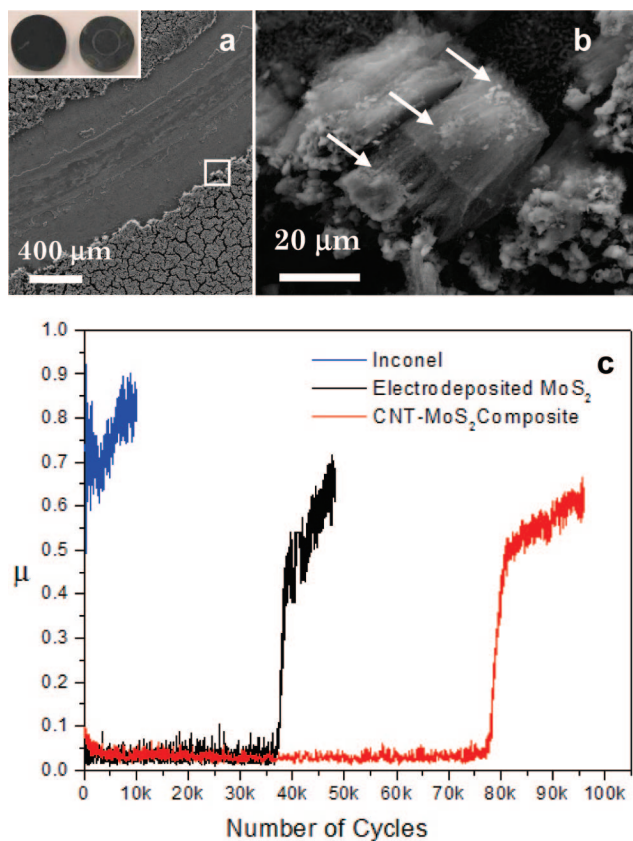 a
400 μm
b
20 μm
c
Inconel
Electrodeposited MoS₂
CNT-MoS₂Composite
1.0
0.9
0.8
0.7
0.6
0.5
0.4
0.3
0.2
0.1
0.0
μ
0 10k 20k 30k 40k 50k 60k 70k 80k 90k 100k
Number of Cycles